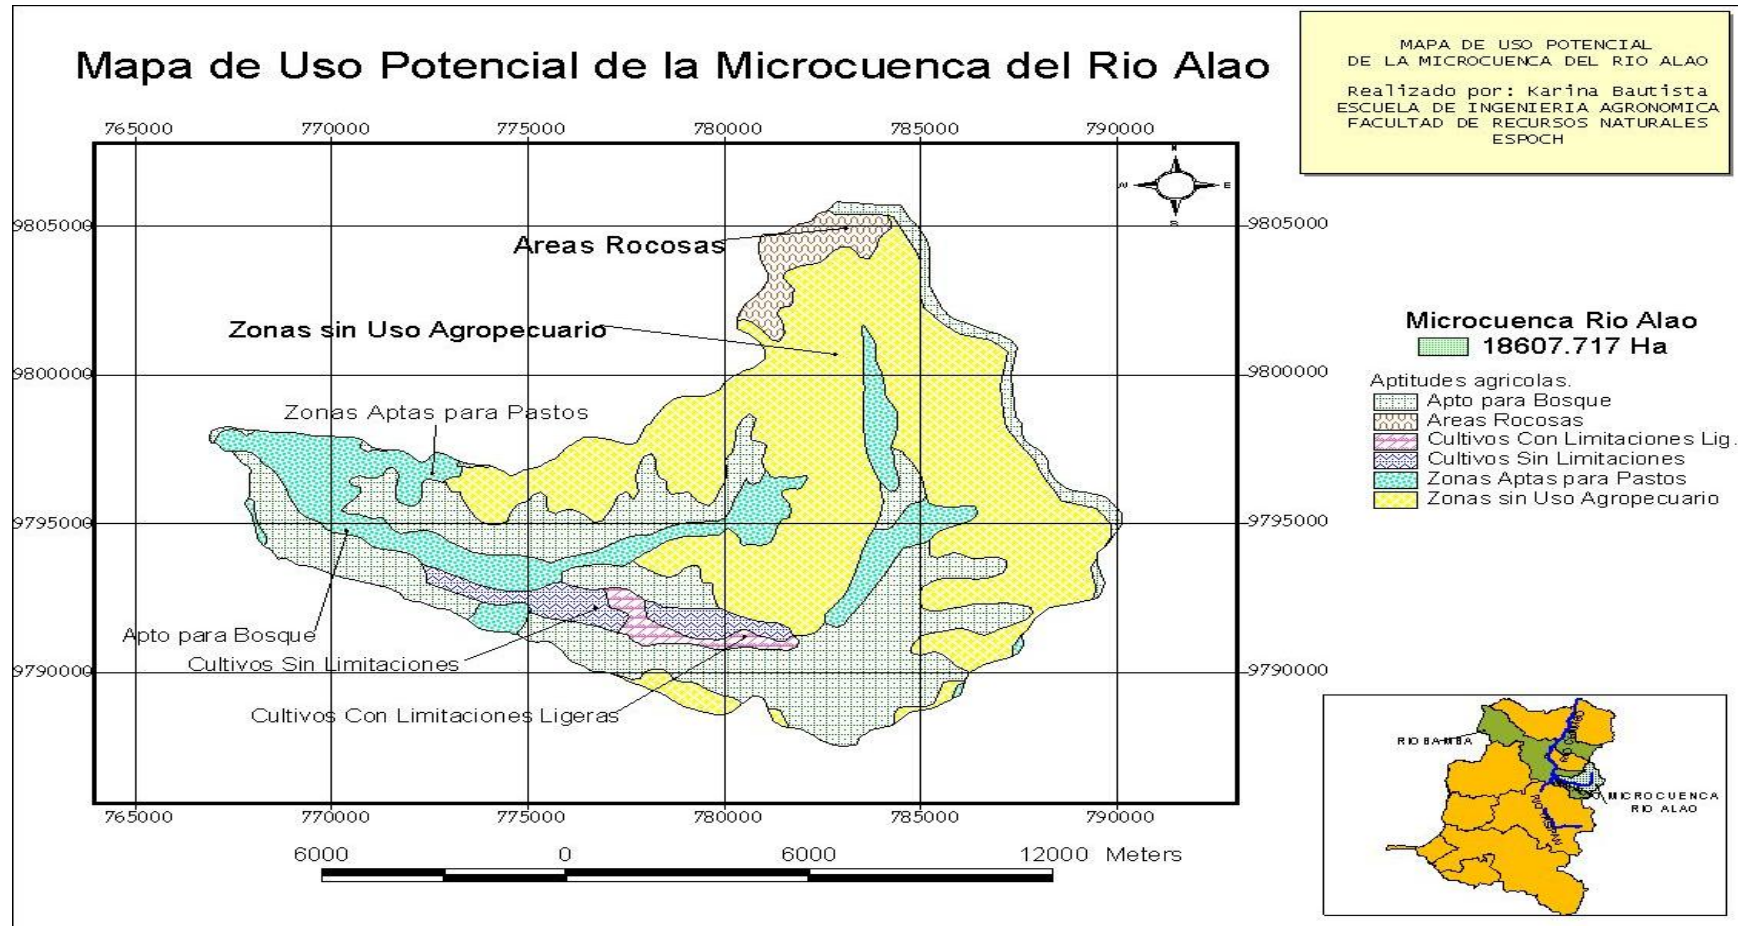 Mapa de Uso Potencial de la Microcuenca del Rio Alao
MAPA DE USO POTENCIAL
DE LA MICROCUENCA DEL RIO ALAO
Realizado por: Karina Bautista
ESCUELA DE INGENIERIA AGRONOMICA
FACULTAD DE RECURSOS NATURALES
ESPOCH
765000 770000 775000 780000 785000 790000
N
E
S
9805000 9805000
Areas Rocosas
Zonas sin Uso Agropecuario
9800000 9800000
Zonas Aptas para Pastos
9795000 9795000
Apto para Bosque
Cultivos Sin Limitaciones
9790000 9790000
Cultivos Con Limitaciones Ligeras
765000 770000 775000 780000 785000 790000
6000 0 6000 12000 Meters
Microcuenca Rio Alao
18607.717 Ha
Aptitudes agricolas.
Apto para Bosque
Areas Rocosas
Cultivos Con Limitaciones Lig.
Cultivos Sin Limitaciones
Zonas Aptas para Pastos
Zonas sin Uso Agropecuario
RIOBAMBA
MICROCUENCA
RIO ALAO